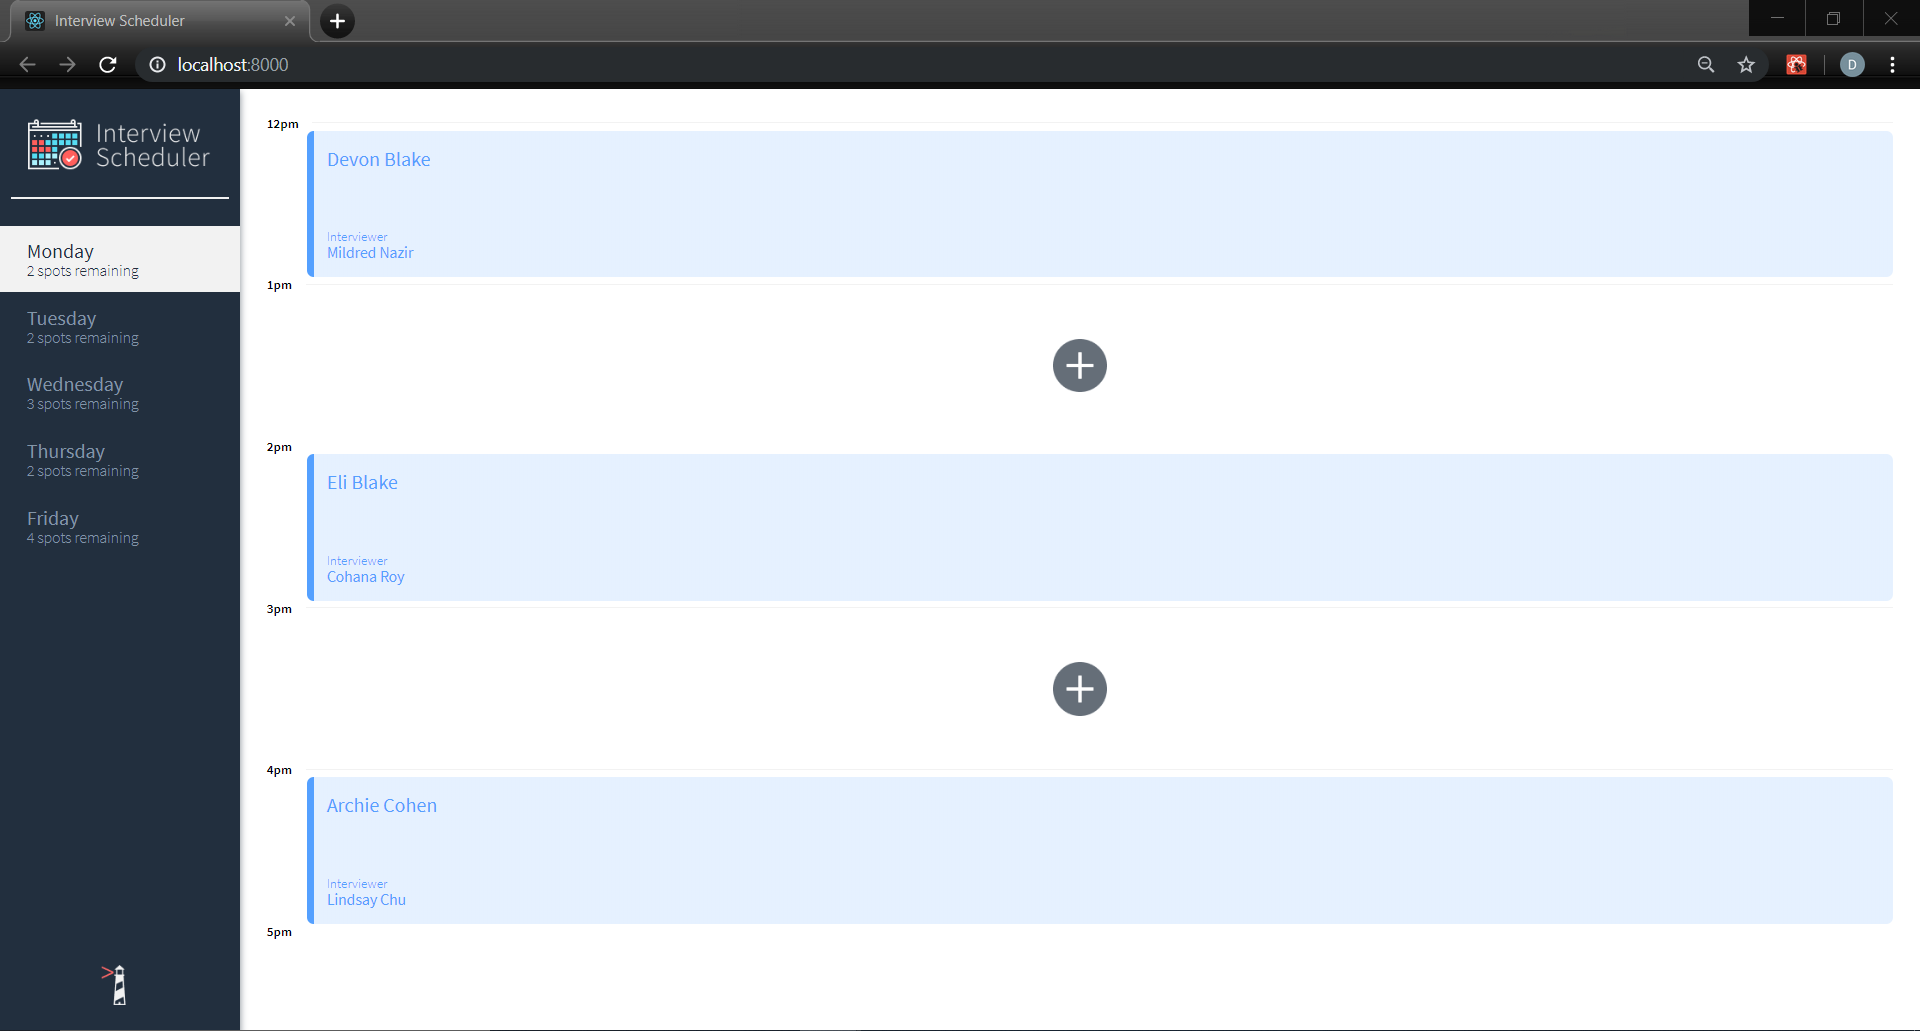 Interview Scheduler
localhost:8000
D
Interview
Scheduler
Monday
2 spots remaining
Tuesday
2 spots remaining
Wednesday
3 spots remaining
Thursday
2 spots remaining
Friday
4 spots remaining
12pm
Devon Blake
Interviewer
Mildred Nazir
1pm
2pm
Eli Blake
Interviewer
Cohana Roy
3pm
4pm
Archie Cohen
Interviewer
Lindsay Chu
5pm